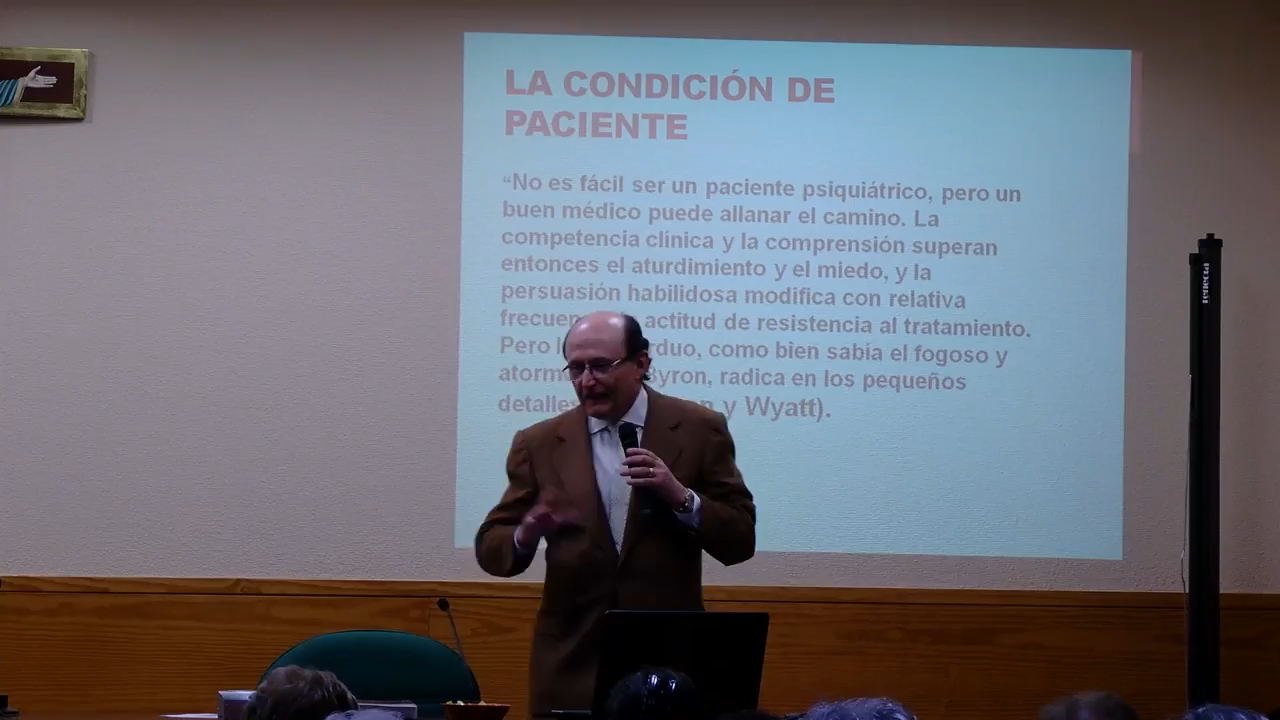 LA CONDICIÓN DE
PACIENTE
“No es fácil ser un paciente psiquiátrico, pero un
buen médico puede allanar el camino. La
competencia clínica y la comprensión superan
entonces el aturdimiento y el miedo, y la
persuasión habilidosa modifica con relativa
actitud de resistencia al tratamiento.
Pero como bien sabía el fogoso y
Byron, radica en los pequeños
y Wyatt).